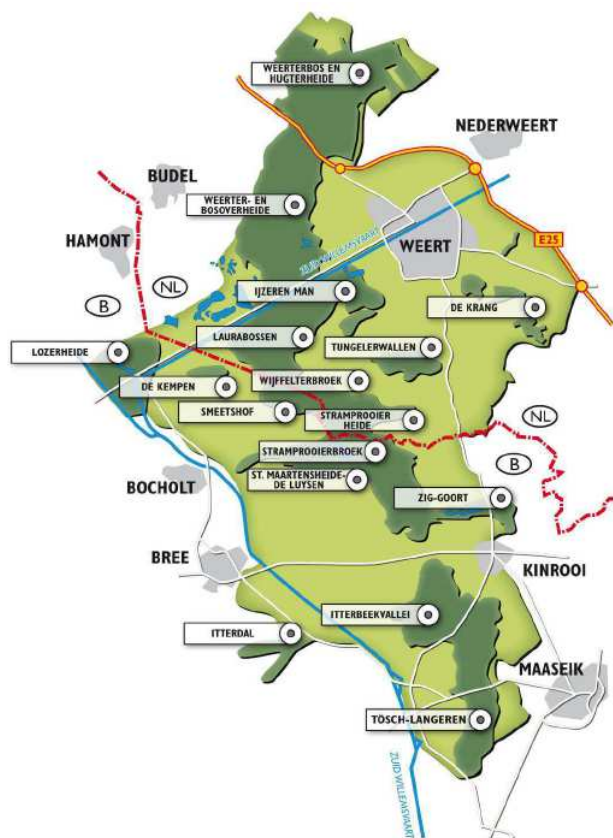 WEERTERBOS EN
HUGTERHEIDE
NEDERWEERT
BUDEL
WEERTER- EN
BOSOVERHEIDE
HAMONT
ZUID WILLEMSVAART
WEERT
E25
NL
B
IJZEREN MAN
DE KRANG
LAURABOSSEN
TUNGELERWALLEN
LOZERHEIDE
WIJFFELTERBROEK
DE KEMPEN
SMEETSHOF
STRAMPROOIER
HEIDE
NL
STRAMPROOIERBROEK
B
ST. MAARTENSHEIDE-
DE LUYSEN
BOCHOLT
ZIG-GOORT
BREE
KINROOI
ITTERBEEKVALLEI
ITTERDAL
MAASEIK
TÖSCH-LANGEREN
ZUID WILLEMSVAART